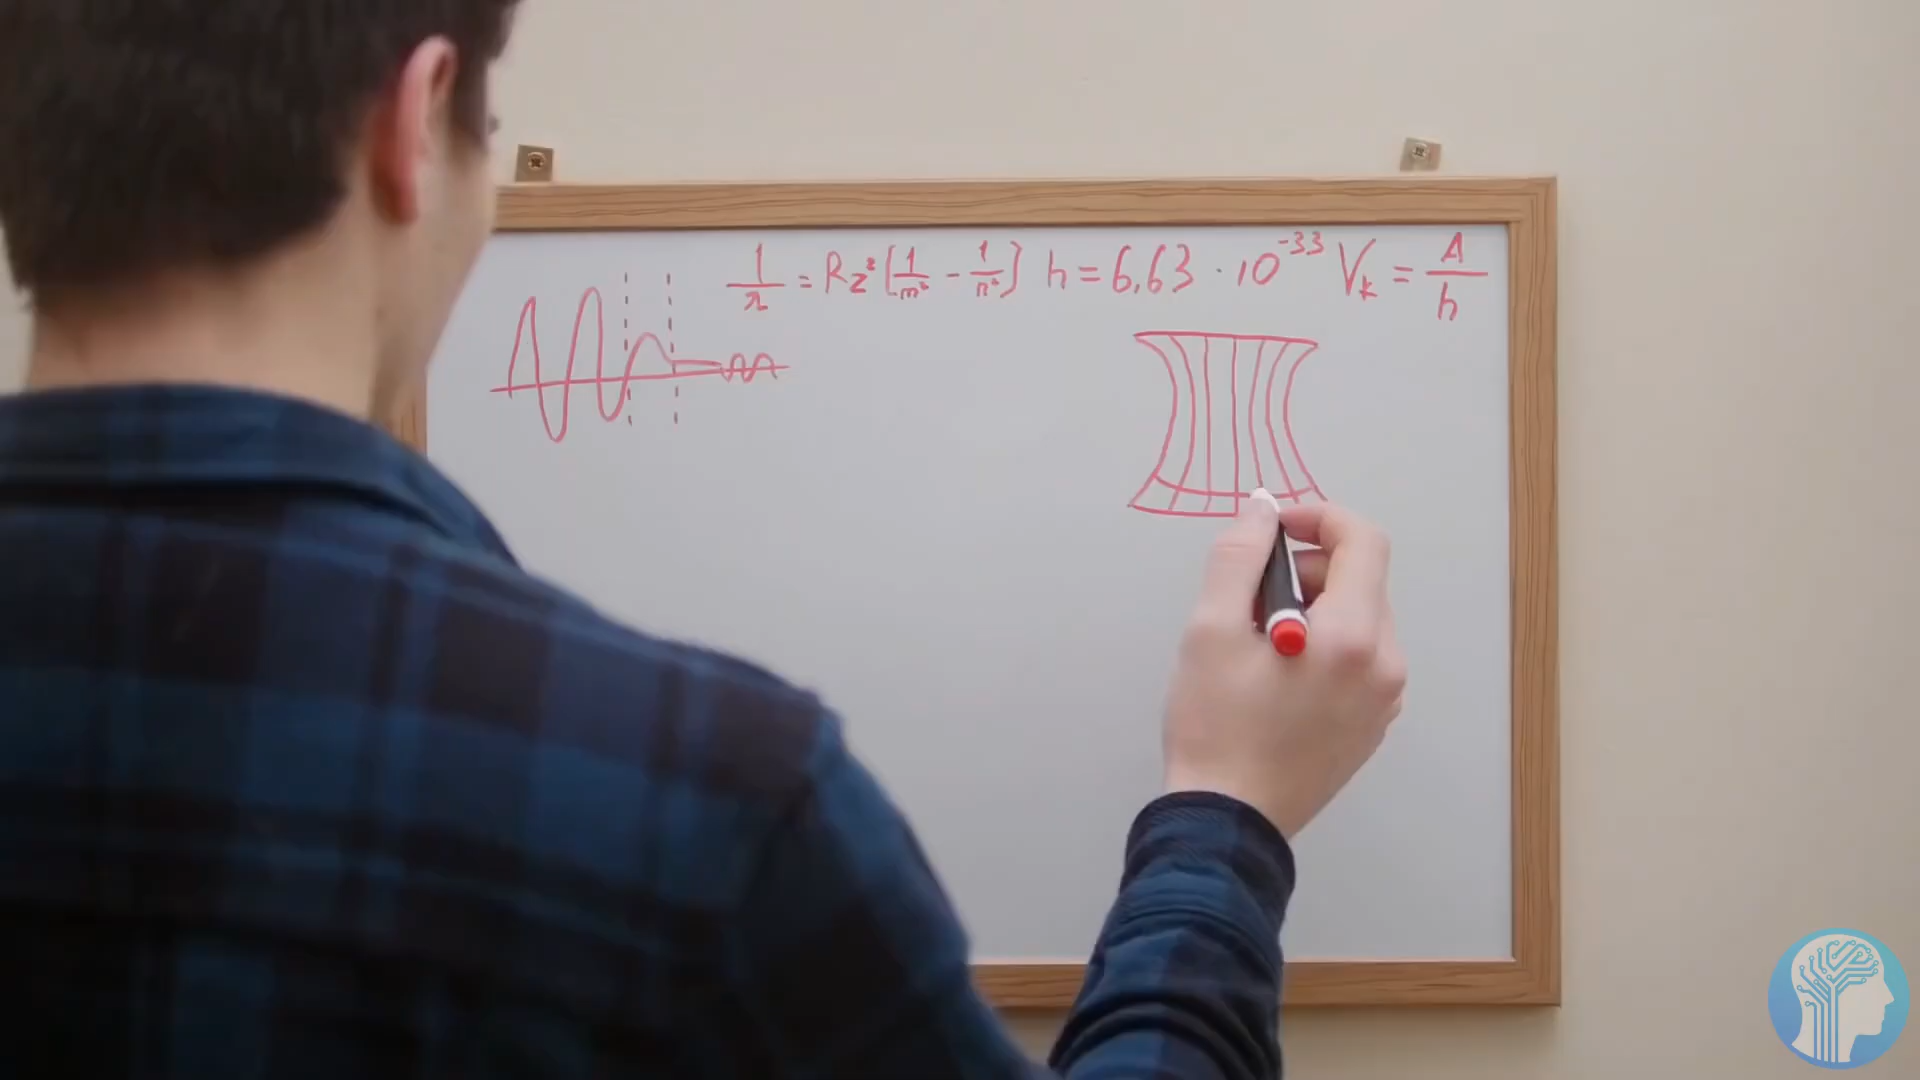 1/λ = Rz²[1/m² - 1/n²] h = 6,63 · 10⁻³³ Vₖ = A/h